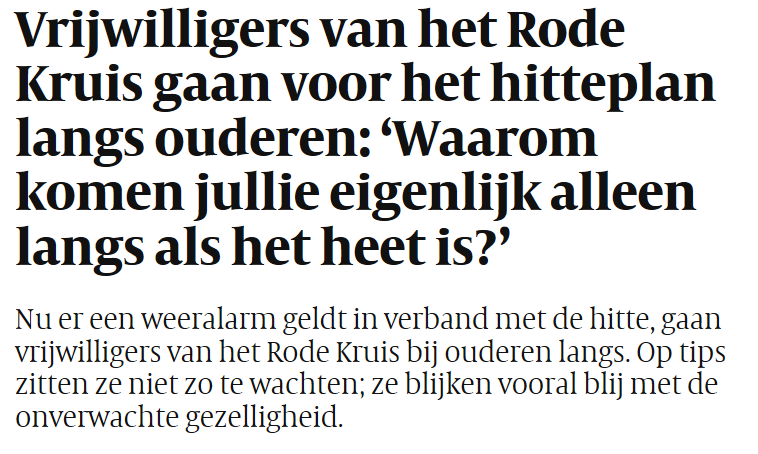 Vrijwilligers van het Rode
Kruis gaan voor het hitteplan
langs ouderen: ‘Waarom
komen jullie eigenlijk alleen
langs als het heet is?’
Nu er een weeralarm geldt in verband met de hitte, gaan
vrijwilligers van het Rode Kruis bij ouderen langs. Op tips
zitten ze niet zo te wachten; ze blijken vooral blij met de
onverwachte gezelligheid.